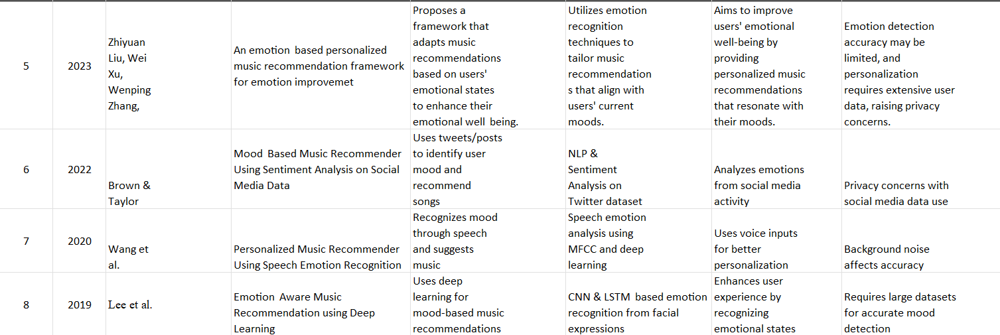 5
2023
Zhiyuan
Liu, Wei
Xu,
Wenping
Zhang,
An emotion  based personalized
music recommendation framework
for emotion improvemet
Proposes a
framework that
adapts music
recommendations
based on users'
emotional states
to enhance their
emotional well  being.
Utilizes emotion
recognition
techniques to
tailor music
recommendation
s that align with
users' current
moods.
Aims to improve
users' emotional
well-being by
providing
personalized music
recommendations
that resonate with
their moods.
Emotion detection
accuracy may be
limited, and
personalization
requires extensive user
data, raising privacy
concerns.
6
2022
Brown &
Taylor
Mood  Based Music Recommender
Using Sentiment Analysis on Social
Media Data
Uses tweets/posts
to identify user
mood and
recommend
songs
NLP &
Sentiment
Analysis on
Twitter dataset
Analyzes emotions
from social media
activity
Privacy concerns with
social media data use
7
2020
Wang et
al.
Personalized Music Recommender
Using Speech Emotion Recognition
Recognizes mood
through speech
and suggests
music
Speech emotion
analysis using
MFCC and deep
learning
Uses voice inputs
for better
personalization
Background noise
affects accuracy
8
2019
Lee et al.
Emotion  Aware Music
Recommendation using Deep
Learning
Uses deep
learning for
mood-based music
recommendations
CNN & LSTM  based emotion
recognition from facial
expressions
Enhances user
experience by
recognizing
emotional states
Requires large datasets
for accurate mood
detection